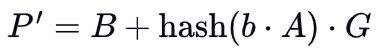 P′ = B + hash(b · A) · G